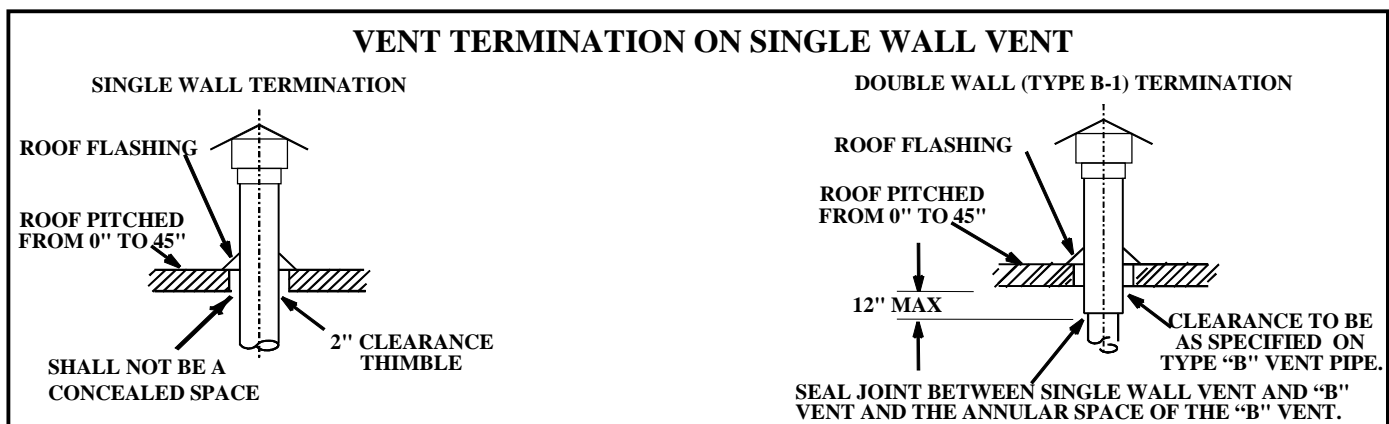 VENT TERMINATION ON SINGLE WALL VENT
SINGLE WALL TERMINATION
ROOF FLASHING
ROOF PITCHED
FROM 0" TO 45"
SHALL NOT BE A
CONCEALED SPACE
2" CLEARANCE
THIMBLE
DOUBLE WALL (TYPE B-1) TERMINATION
ROOF FLASHING
ROOF PITCHED
FROM 0" TO 45"
12" MAX
CLEARANCE TO BE
AS SPECIFIED ON
TYPE “B” VENT PIPE.
SEAL JOINT BETWEEN SINGLE WALL VENT AND “B"
VENT AND THE ANNULAR SPACE OF THE “B” VENT.